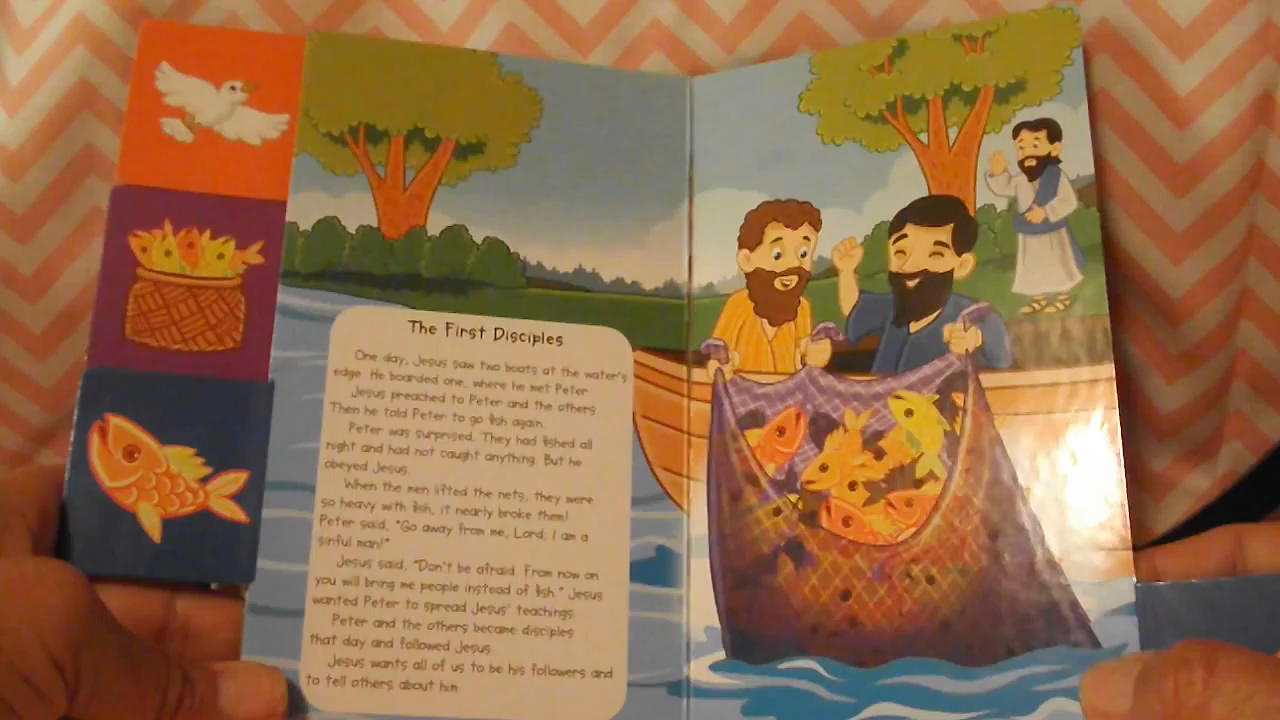 The First Disciples
One day, Jesus saw two boats at the water's
edge. He boarded one, where he met Peter.
Jesus preached to Peter and the others.
Then he told Peter to go fish again.
Peter was surprised. They had fished all
night and had not caught anything. But he
obeyed Jesus.
When the men lifted the nets, they were
so heavy with fish, it nearly broke them!
Peter said, "Go away from me, Lord; I am a
sinful man!"
Jesus said, "Don't be afraid. From now on
you will bring me people instead of fish." Jesus
wanted Peter to spread Jesus' teachings.
Peter and the others became disciples
that day and followed Jesus.
Jesus wants all of us to be his followers and
to tell others about him.